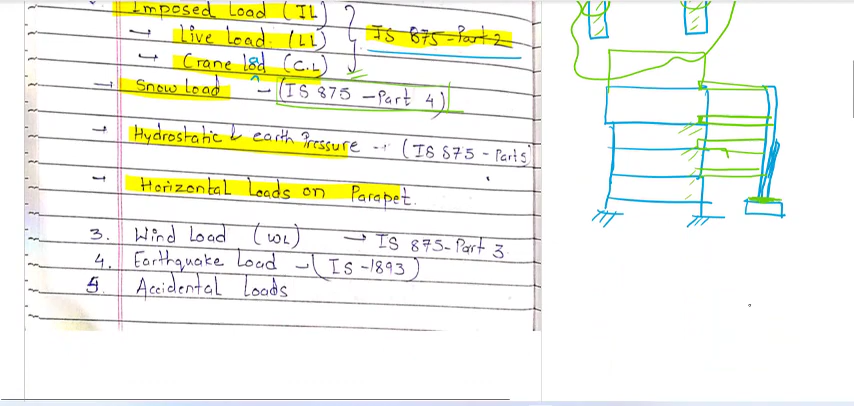 Imposed Load (IL)
→ Live Load. (LL)
IS 875 - Part 2
→ Crane load (C.L)
→ Snow Load - (IS 875 - Part 4)
→ Hydrostatic & earth Pressure → (IS 875 - Part 5)
→ Horizontal Loads on Parapet.
3. Wind Load (WL) → IS 875- Part 3.
4. Earthquake Load → (IS -1893)
5. Accidental Loads